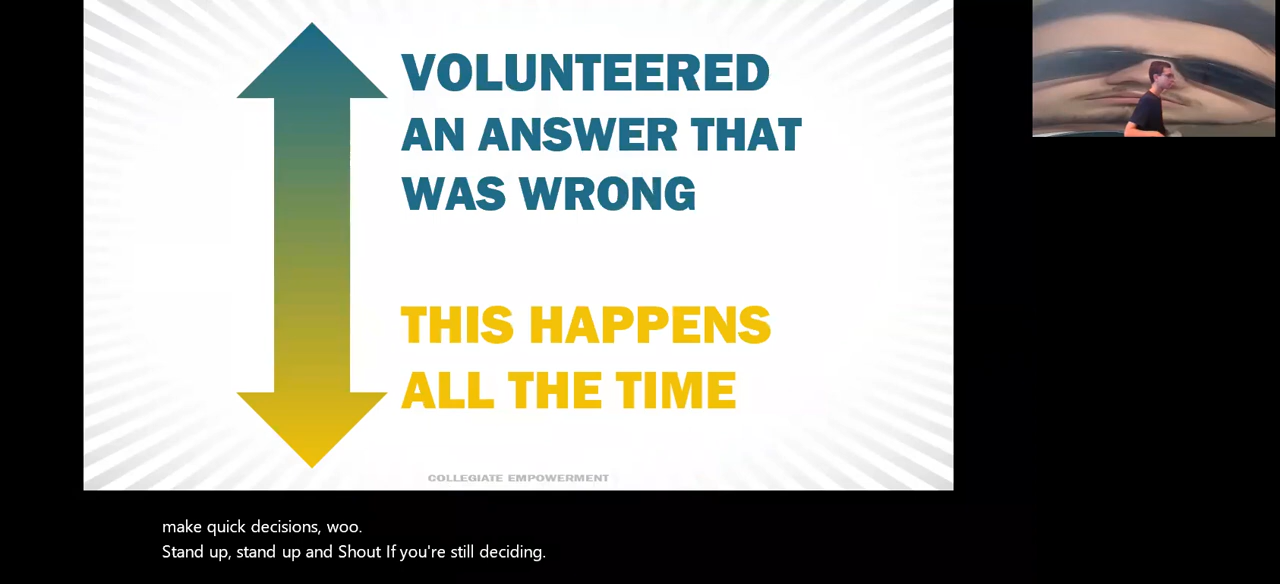 VOLUNTEERED
AN ANSWER THAT
WAS WRONG
THIS HAPPENS
ALL THE TIME
COLLEGIATE EMPOWERMENT
make quick decisions, woo.
Stand up, stand up and Shout If you're still deciding.